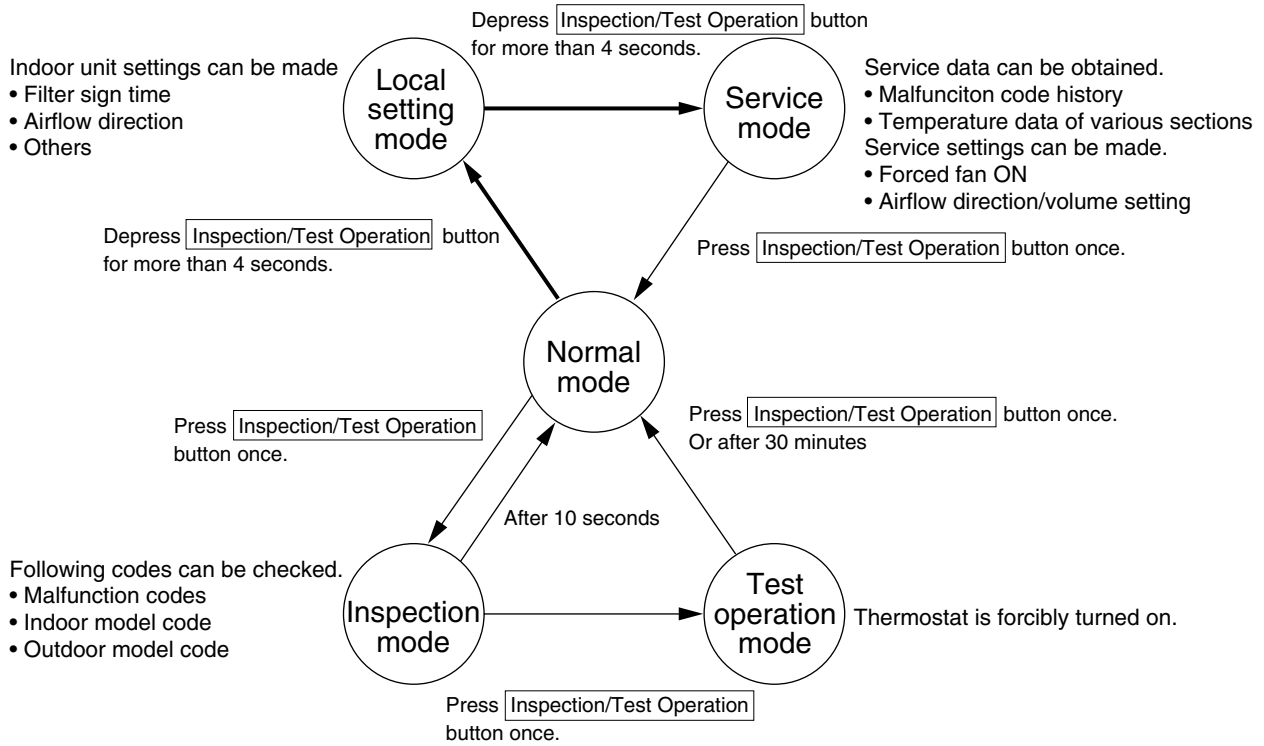 Depress Inspection/Test Operation button
for more than 4 seconds.
Indoor unit settings can be made
• Filter sign time
• Airflow direction
• Others
Local
setting
mode
Service
mode
Service data can be obtained.
• Malfunciton code history
• Temperature data of various sections
Service settings can be made.
• Forced fan ON
• Airflow direction/volume setting
Depress Inspection/Test Operation button
for more than 4 seconds.
Press Inspection/Test Operation button once.
Normal
mode
Press Inspection/Test Operation
button once.
Press Inspection/Test Operation button once.
Or after 30 minutes
After 10 seconds
Following codes can be checked.
• Malfunction codes
• Indoor model code
• Outdoor model code
Inspection
mode
Test
operation
mode
Thermostat is forcibly turned on.
Press Inspection/Test Operation
button once.